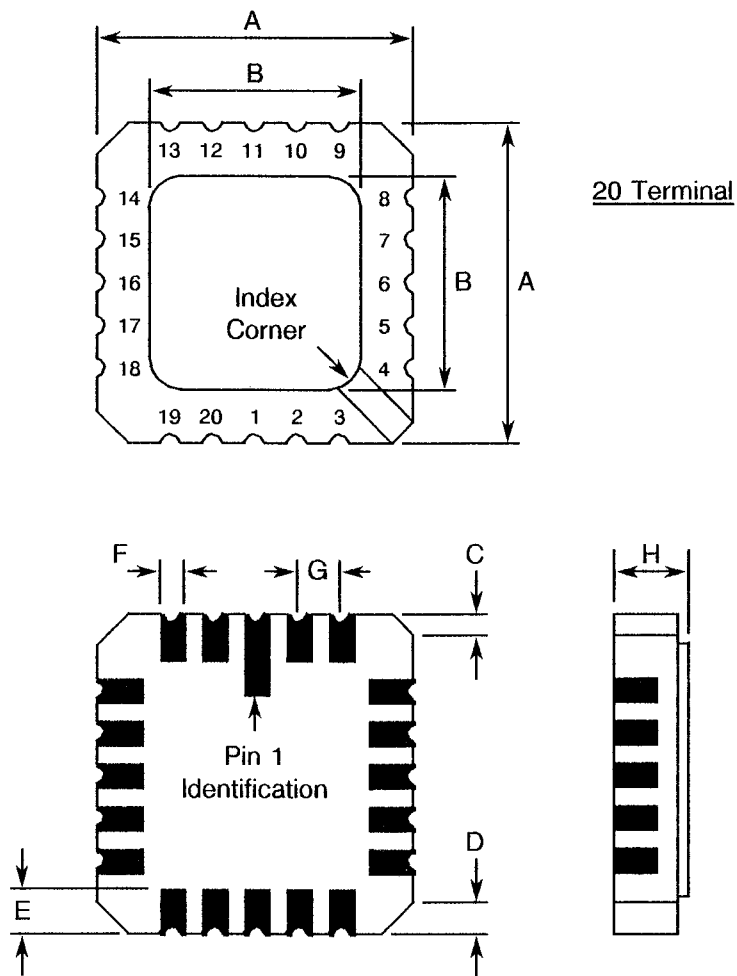 A
B
13 12 11 10 9
20 Terminal
14 8
15 7
16 6
B A
Index
Corner
17 5
18 4
19 20 1 2 3
F G C H
Pin 1
Identification
D
E